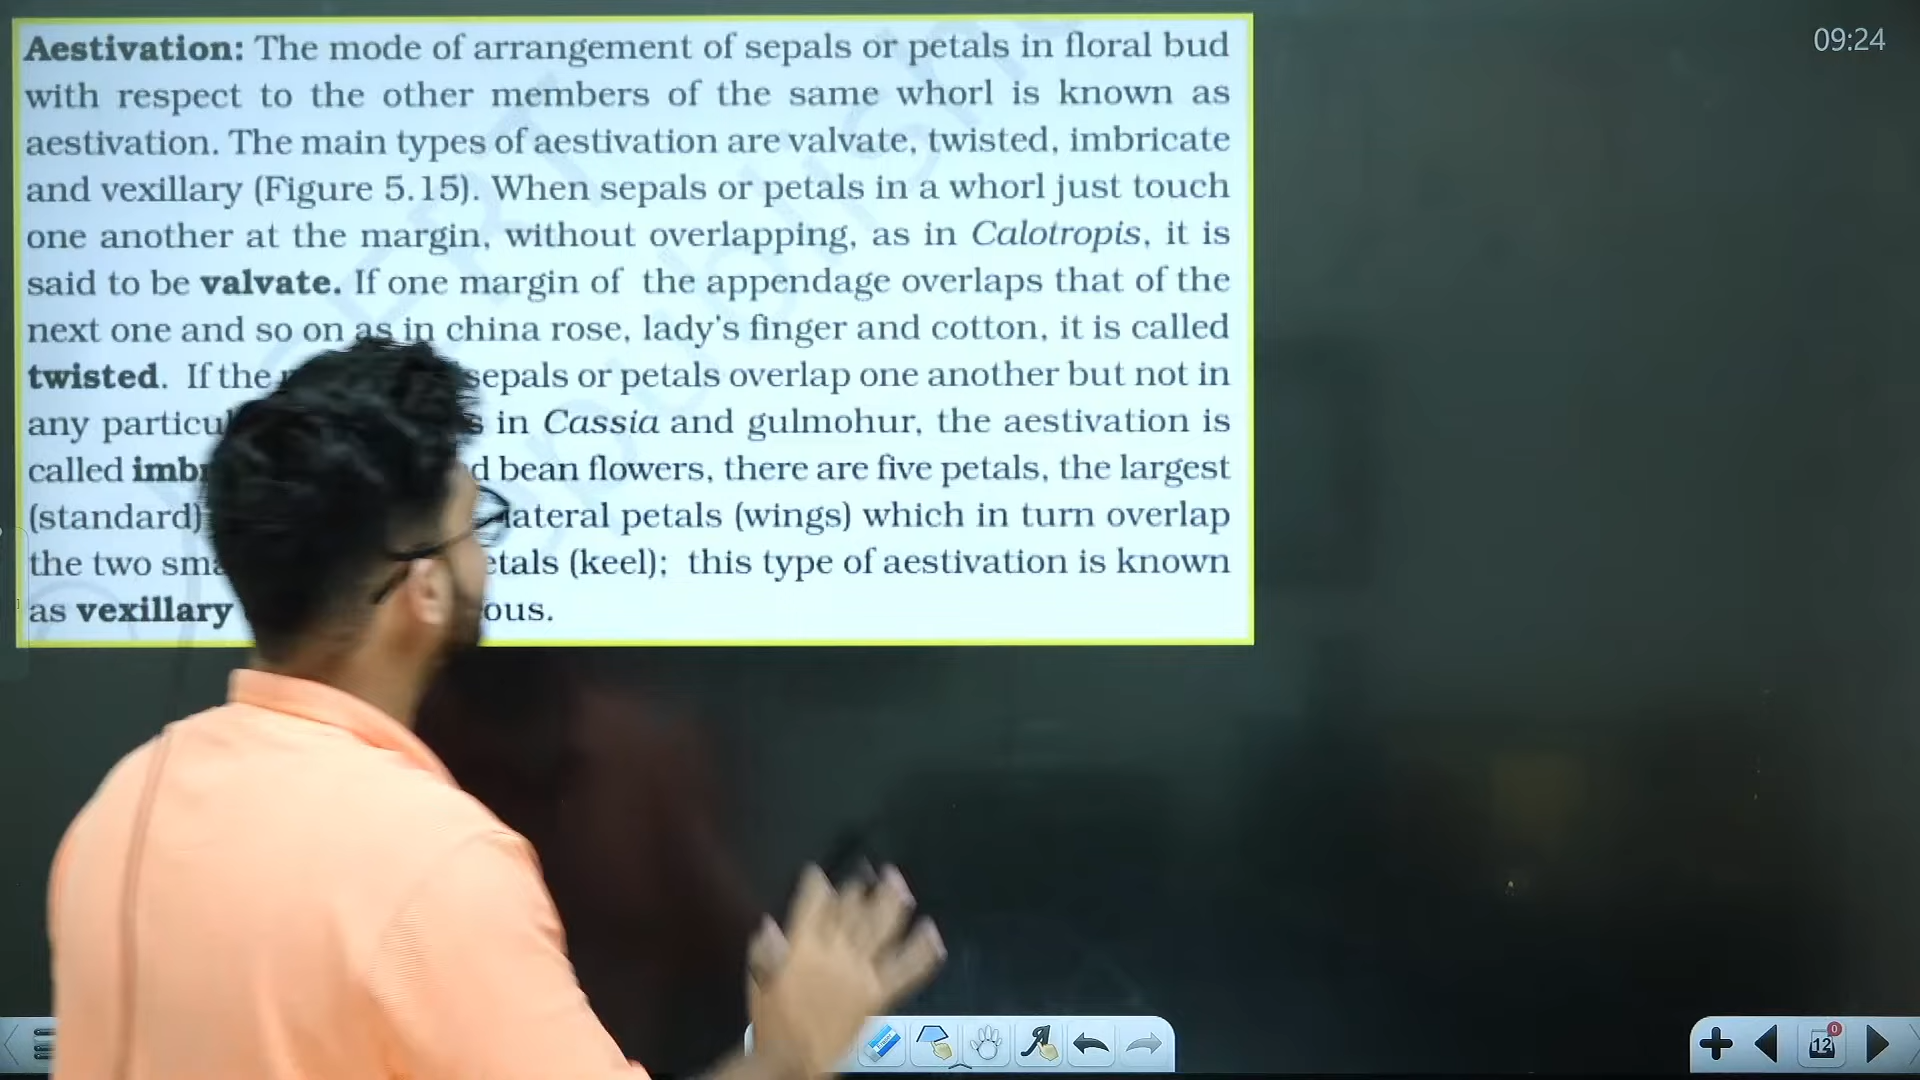 Aestivation: The mode of arrangement of sepals or petals in floral bud
with respect to the other members of the same whorl is known as
aestivation. The main types of aestivation are valvate, twisted, imbricate
and vexillary (Figure 5.15). When sepals or petals in a whorl just touch
one another at the margin, without overlapping, as in Calotropis, it is
said to be valvate. If one margin of the appendage overlaps that of the
next one and so on as in china rose, lady's finger and cotton, it is called
twisted. If the sepals or petals overlap one another but not in
any in Cassia and gulmohur, the aestivation is
called bean flowers, there are five petals, the largest
(standard) lateral petals (wings) which in turn overlap
the two (keel); this type of aestivation is known
as vexillary
09:24
12
0